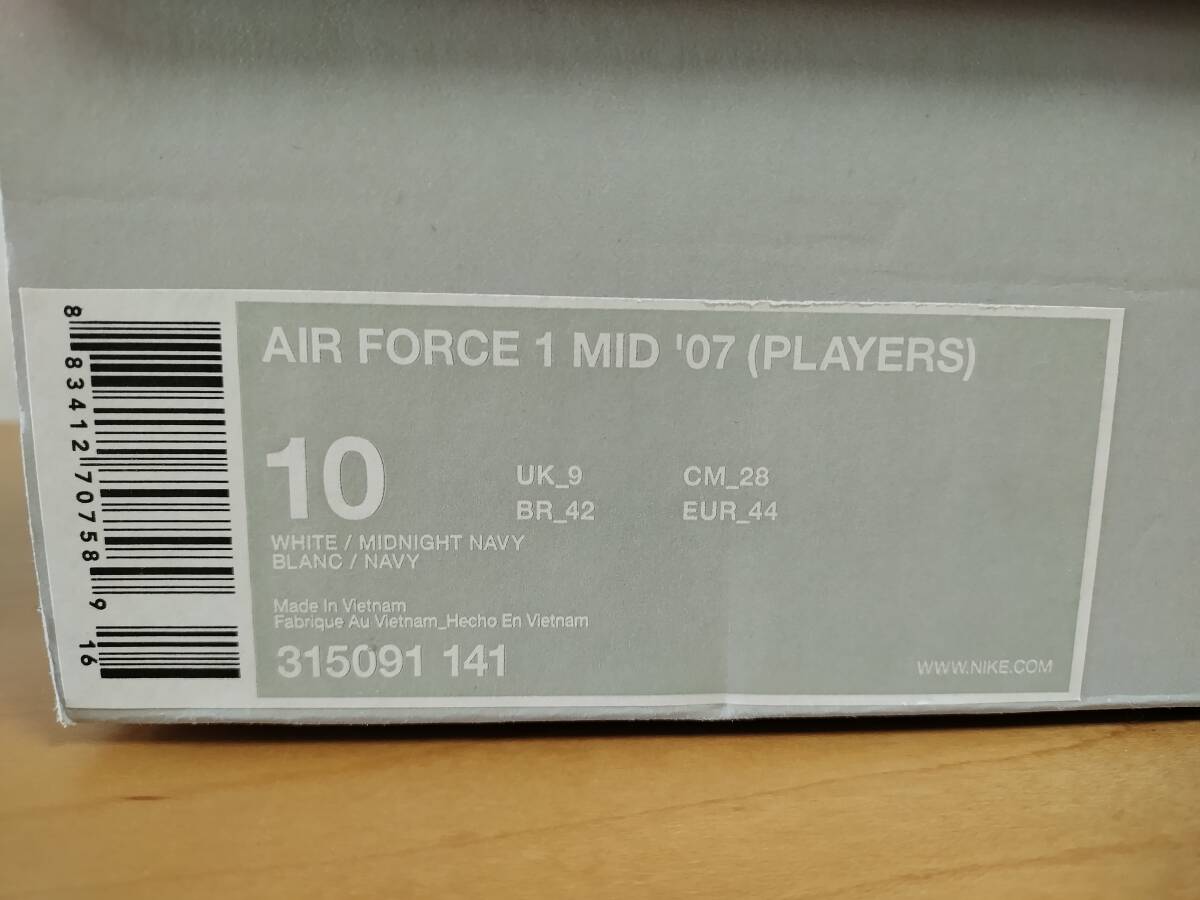 8 83412 70758 9 16
AIR FORCE 1 MID '07 (PLAYERS)
10
UK_9 CM_28
BR_42 EUR_44
WHITE / MIDNIGHT NAVY
BLANC / NAVY
Made In Vietnam
Fabrique Au Vietnam_Hecho En Vietnam
315091 141
WWW.NIKE.COM